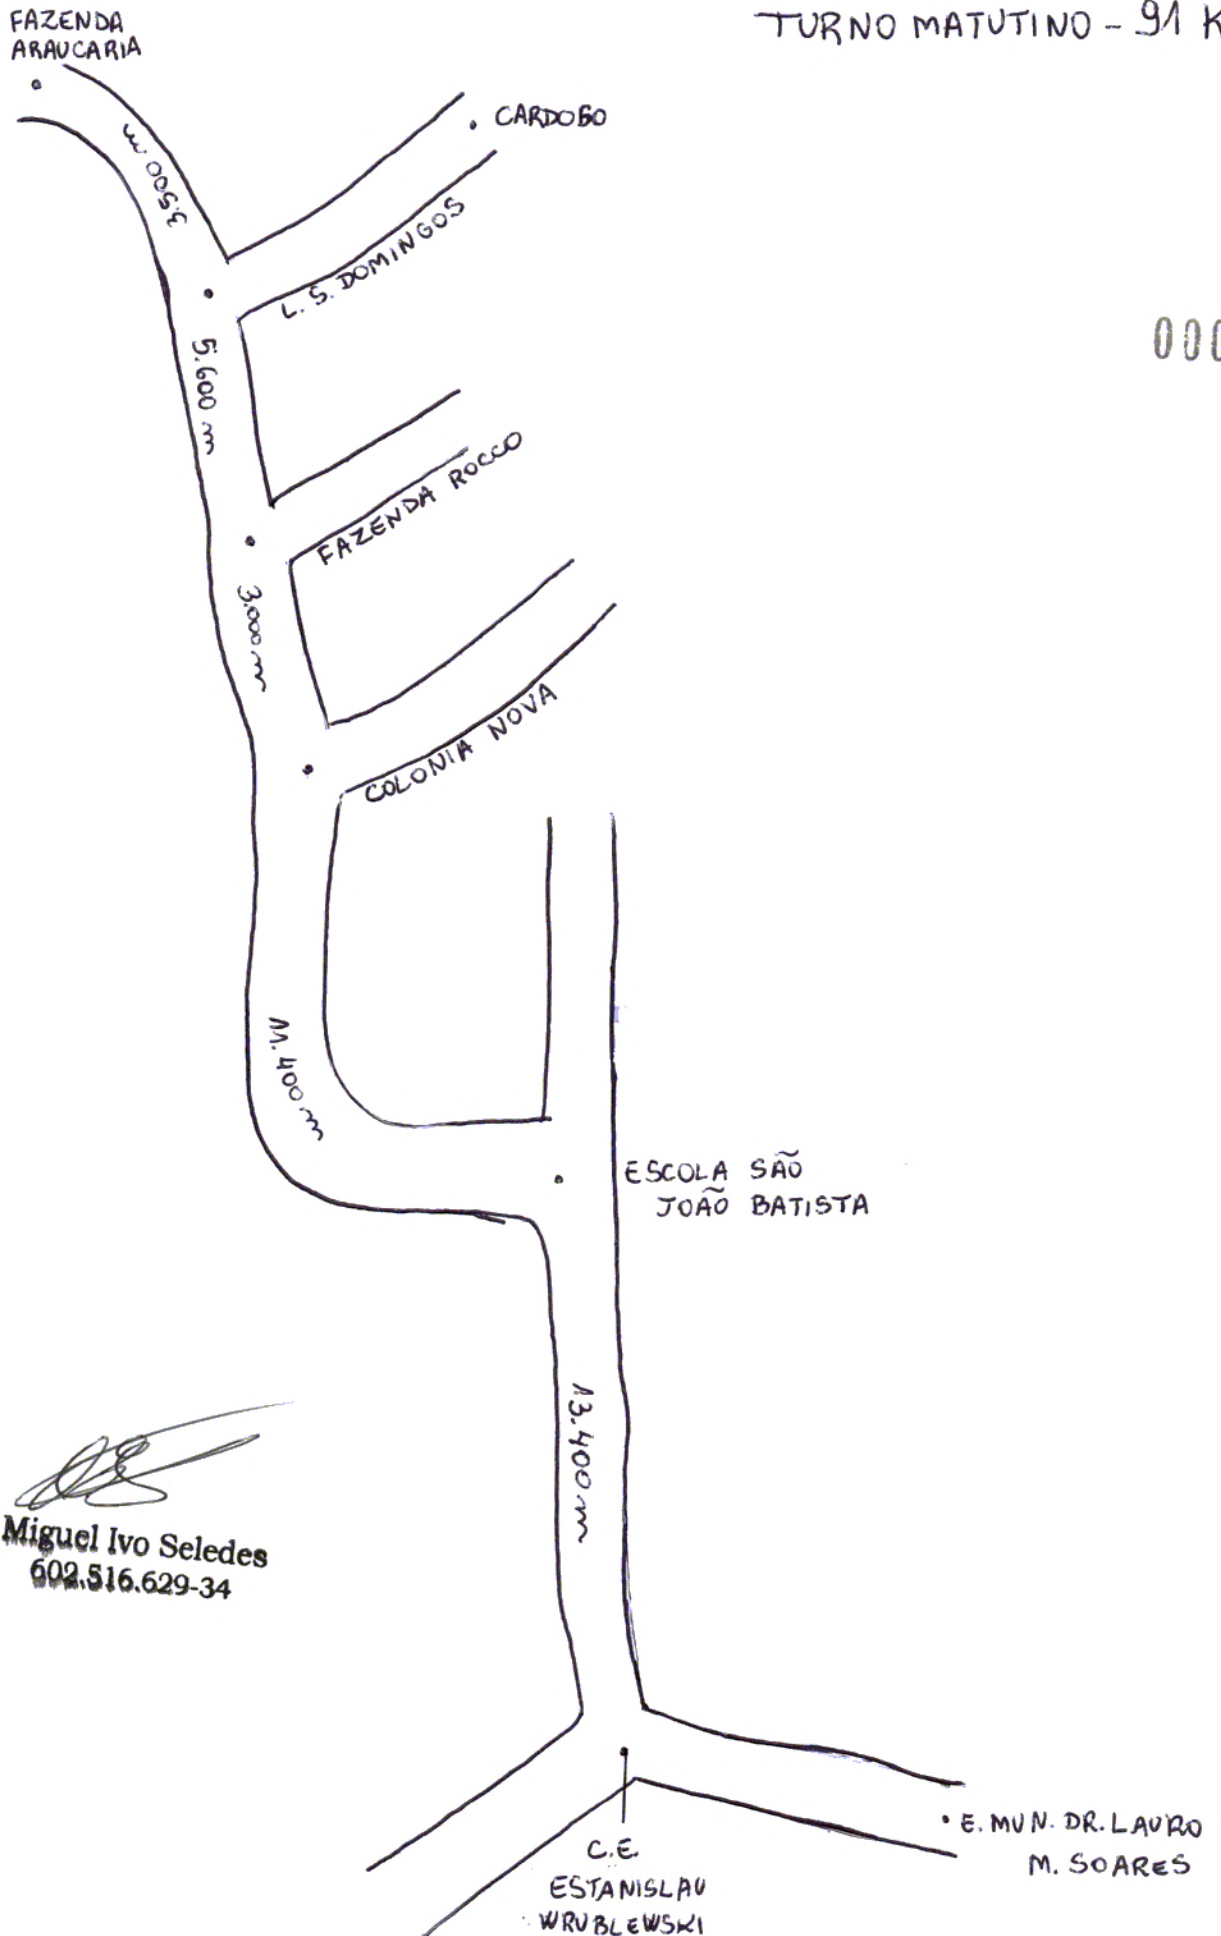 FAZENDA
ARAUCARIA
TURNO MATUTINO - 91 K
3.500 m
CARDOSO
L. S. DOMINGOS
000
5.600 m
FAZENDA ROCCO
3.000 m
COLONIA NOVA
11.400 m
ESCOLA SÃO
JOÃO BATISTA
13.400 m
Miguel Ivo Seledes
602.516.629-34
C.E.
ESTANISLAU
WRUBLEWSKI
E. MUN. DR. LAURO
M. SOARES